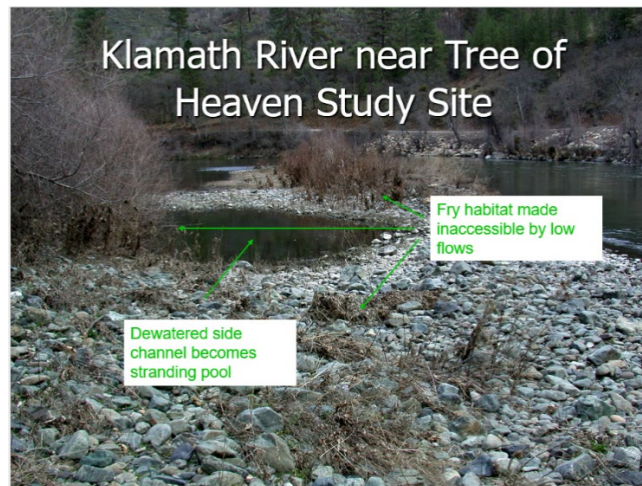 Klamath River near Tree of
Heaven Study Site
Fry habitat made
inaccessible by low
flows
Dewatered side
channel becomes
stranding pool